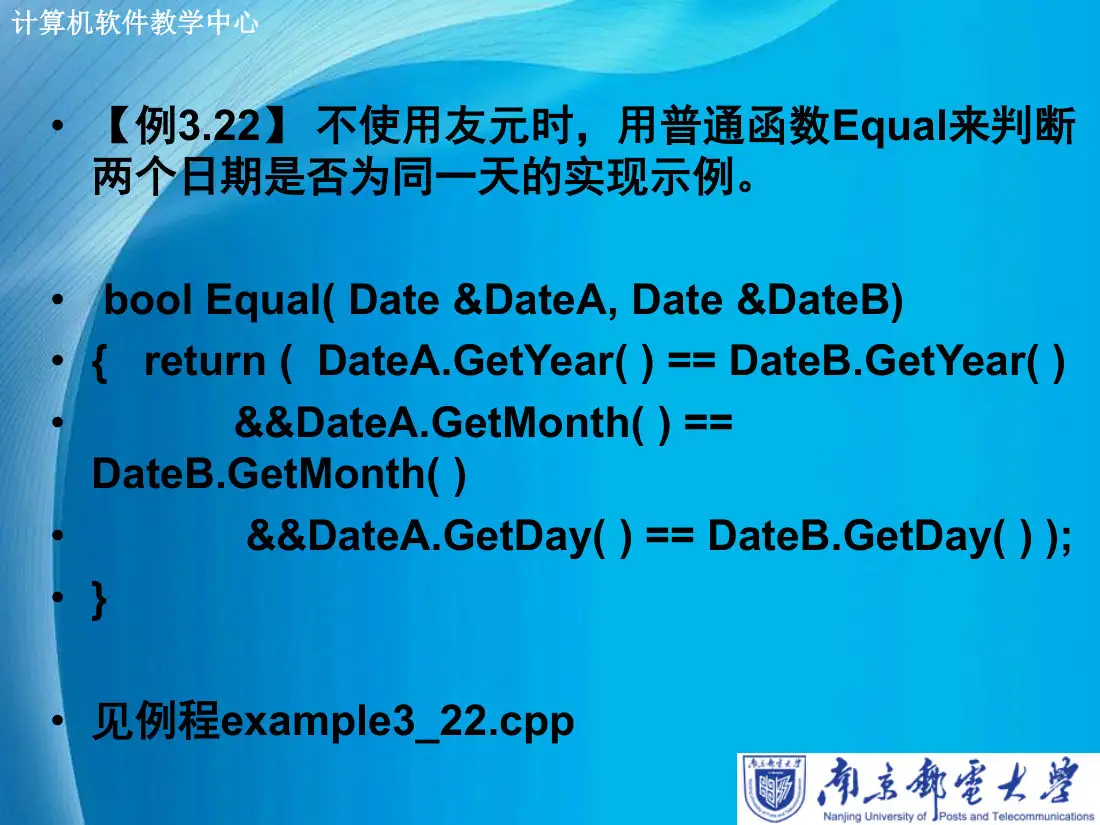 计算机软件教学中心
• 【例3.22】 不使用友元时，用普通函数Equal来判断
两个日期是否为同一天的实现示例。
• bool Equal( Date &DateA, Date &DateB)
• { return ( DateA.GetYear( ) == DateB.GetYear( )
• &&DateA.GetMonth( ) ==
DateB.GetMonth( )
• &&DateA.GetDay( ) == DateB.GetDay( ) );
• }
• 见例程example3_22.cpp
南京邮电大学
Nanjing University of Posts and Telecommunications